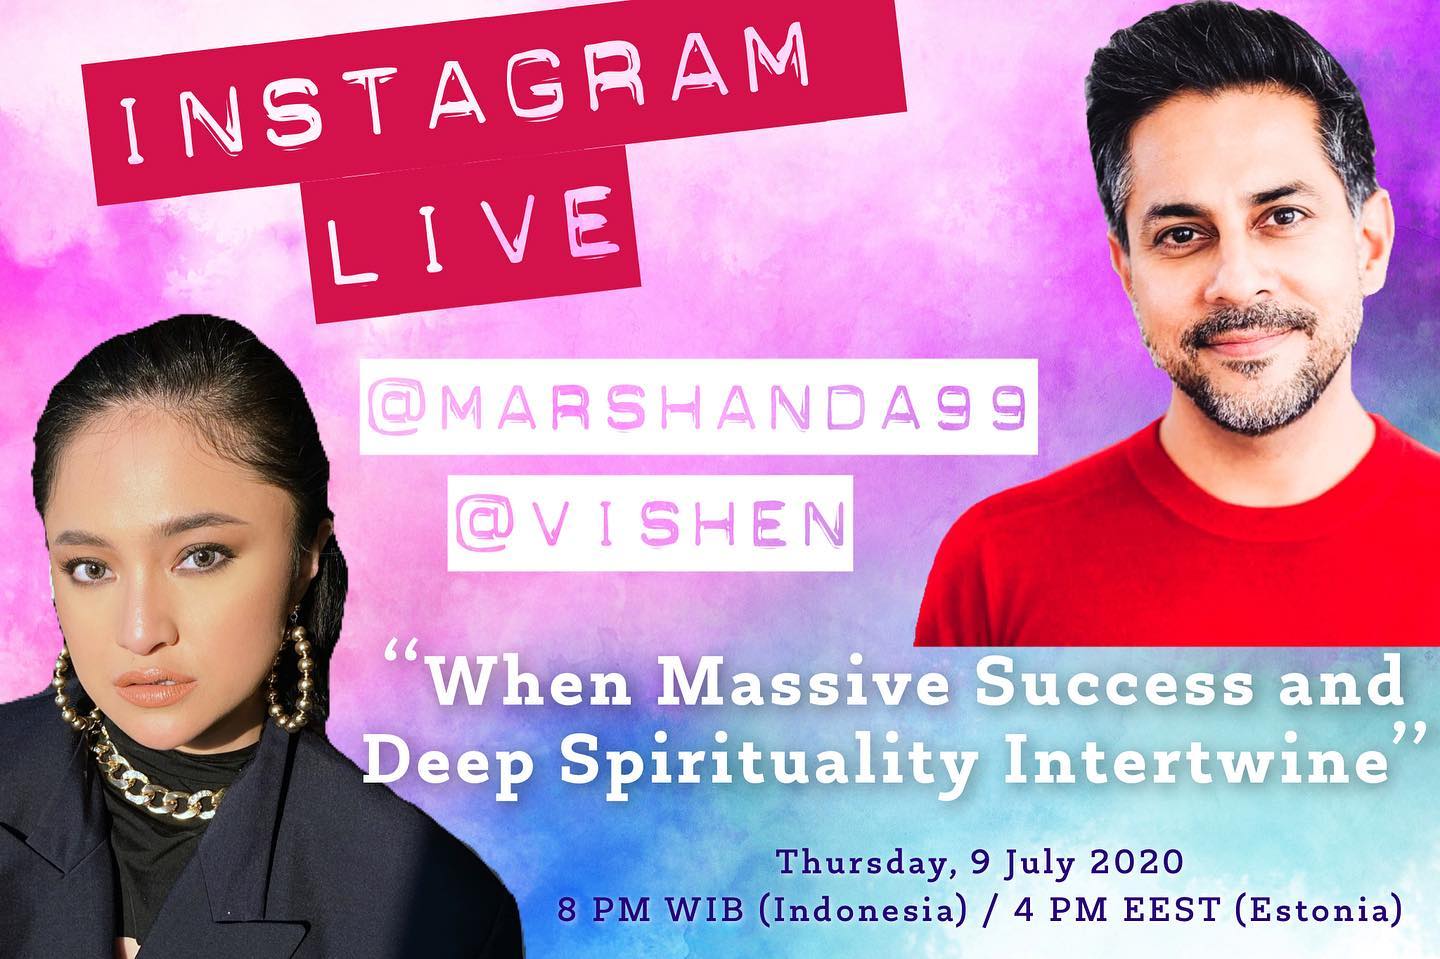 INSTAGRAM
LIVE
@MARSHANDA99
@VISHEN
“When Massive Success and
Deep Spirituality Intertwine”
Thursday, 9 July 2020
8 PM WIB (Indonesia) / 4 PM EEST (Estonia)